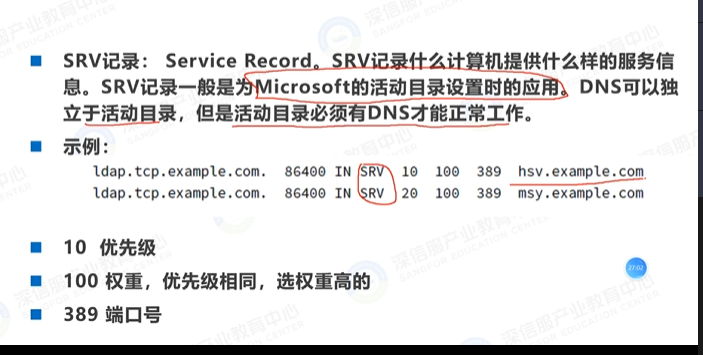 SRV记录： Service Record。SRV记录什么计算机提供什么样的服务信
息。SRV记录一般是为Microsoft的活动目录设置时的应用。DNS可以独
立于活动目录，但是活动目录必须有DNS才能正常工作。
示例：
ldap.tcp.example.com. 86400 IN SRV 10 100 389 hsv.example.com
ldap.tcp.example.com. 86400 IN SRV 20 100 389 msy.example.com
10 优先级
100 权重，优先级相同，选权重高的
27:02
389 端口号
深信服产业教育中心
SANGFOR EDUCATION CENTER